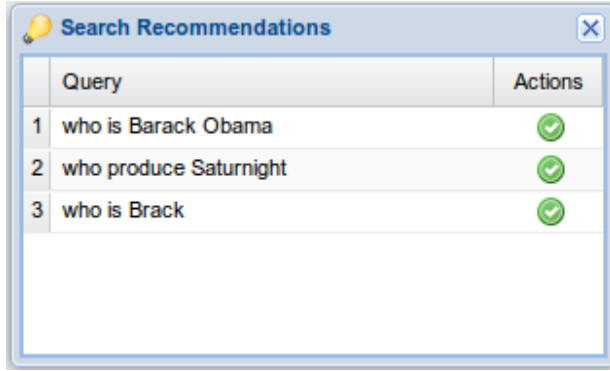 Search Recommendations
Query Actions
1 who is Barack Obama
2 who produce Saturnight
3 who is Brack